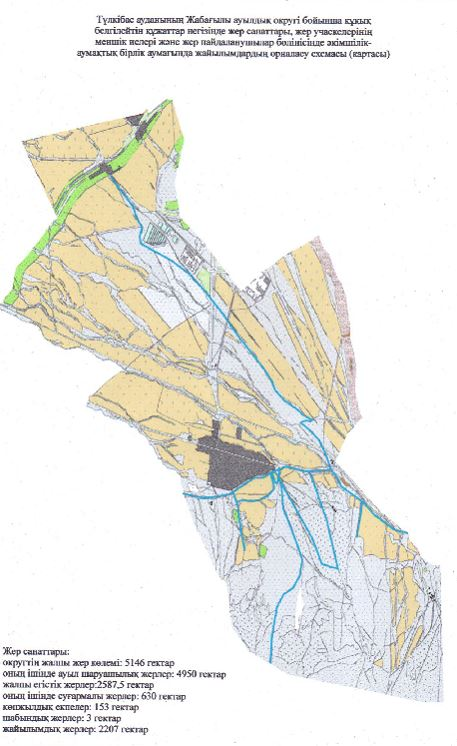 Түлкібас ауданының Жабағылы ауылдық округі бойынша құқық
белгілейтін құжаттар негізінде жер санаттары, жер учаскелерінің
меншік иелері және жер пайдаланушылар бөлінісінде әкімшілік-
аумақтық бірлік аумағында жайылымдардың орналасу схемасы (картасы)
Жер санаттары:
округтің жалпы жер көлемі: 5146 гектар
оның ішінде ауыл шаруашылық жерлер: 4950 гектар
жалпы егістік жерлер:2587,5 гектар
оның ішінде суғармалы жерлер: 630 гектар
көпжылдық екпелер: 153 гектар
шабындық жерлер: 3 гектар
жайылымдық жерлер: 2207 гектар